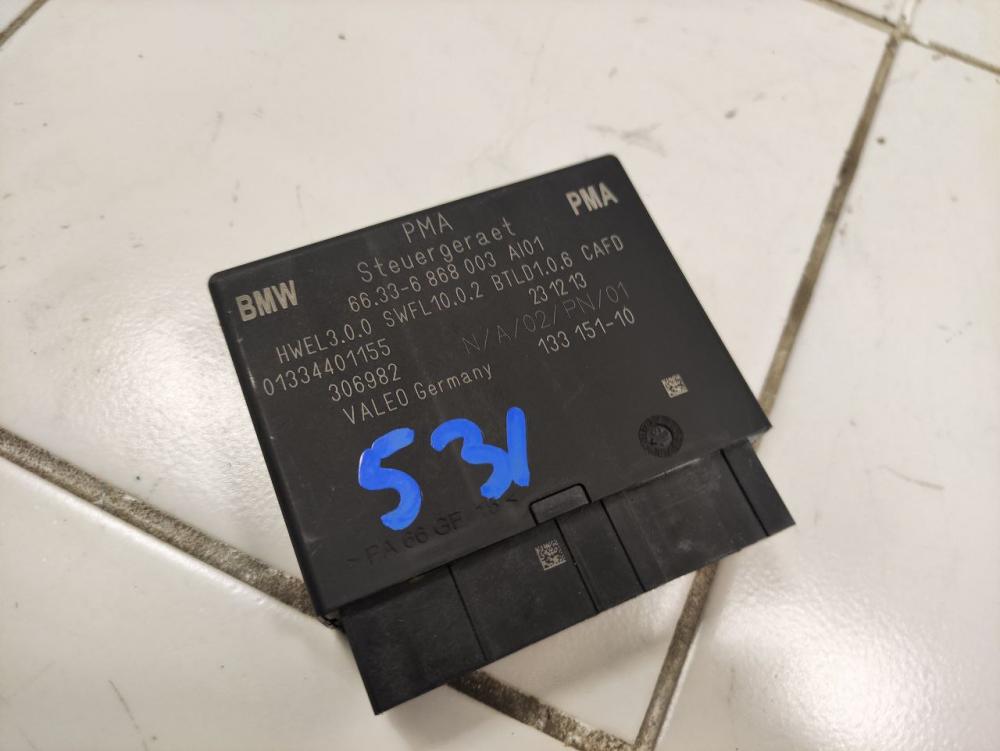 PMA
PMA
Steuergeraet
BMW
66.33-6 868 003 AI01
HWEL3.0.0 SWFL10.0.2 BTLD1.0.6 CAFD
01334401155 23 12 13
306982 N/A/02/PN/01
VALEO Germany 133 151-10
531
>PA 66 GF